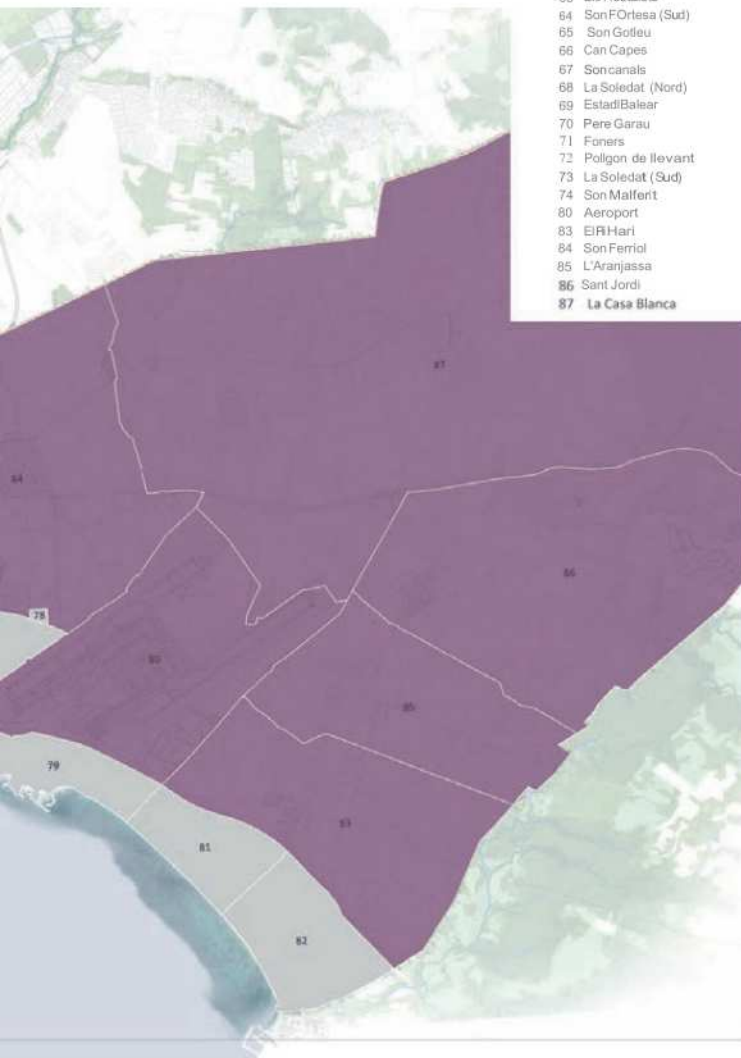 64 Son FOrtesa (Sud)
65 Son Gotleu
66 Can Capes
67 Soncanals
68 La Soledat (Nord)
69 EstadiBalear
70 Pere Garau
71 Foners
72 Poligon de llevant
73 La Soledat (Sud)
74 Son Malferit
80 Aeroport
83 ElPilHari
84 Son Ferriol
85 L'Aranjassa
86 Sant Jordi
87 La Casa Blanca
87
84
86
78
80
85
79
83
81
82